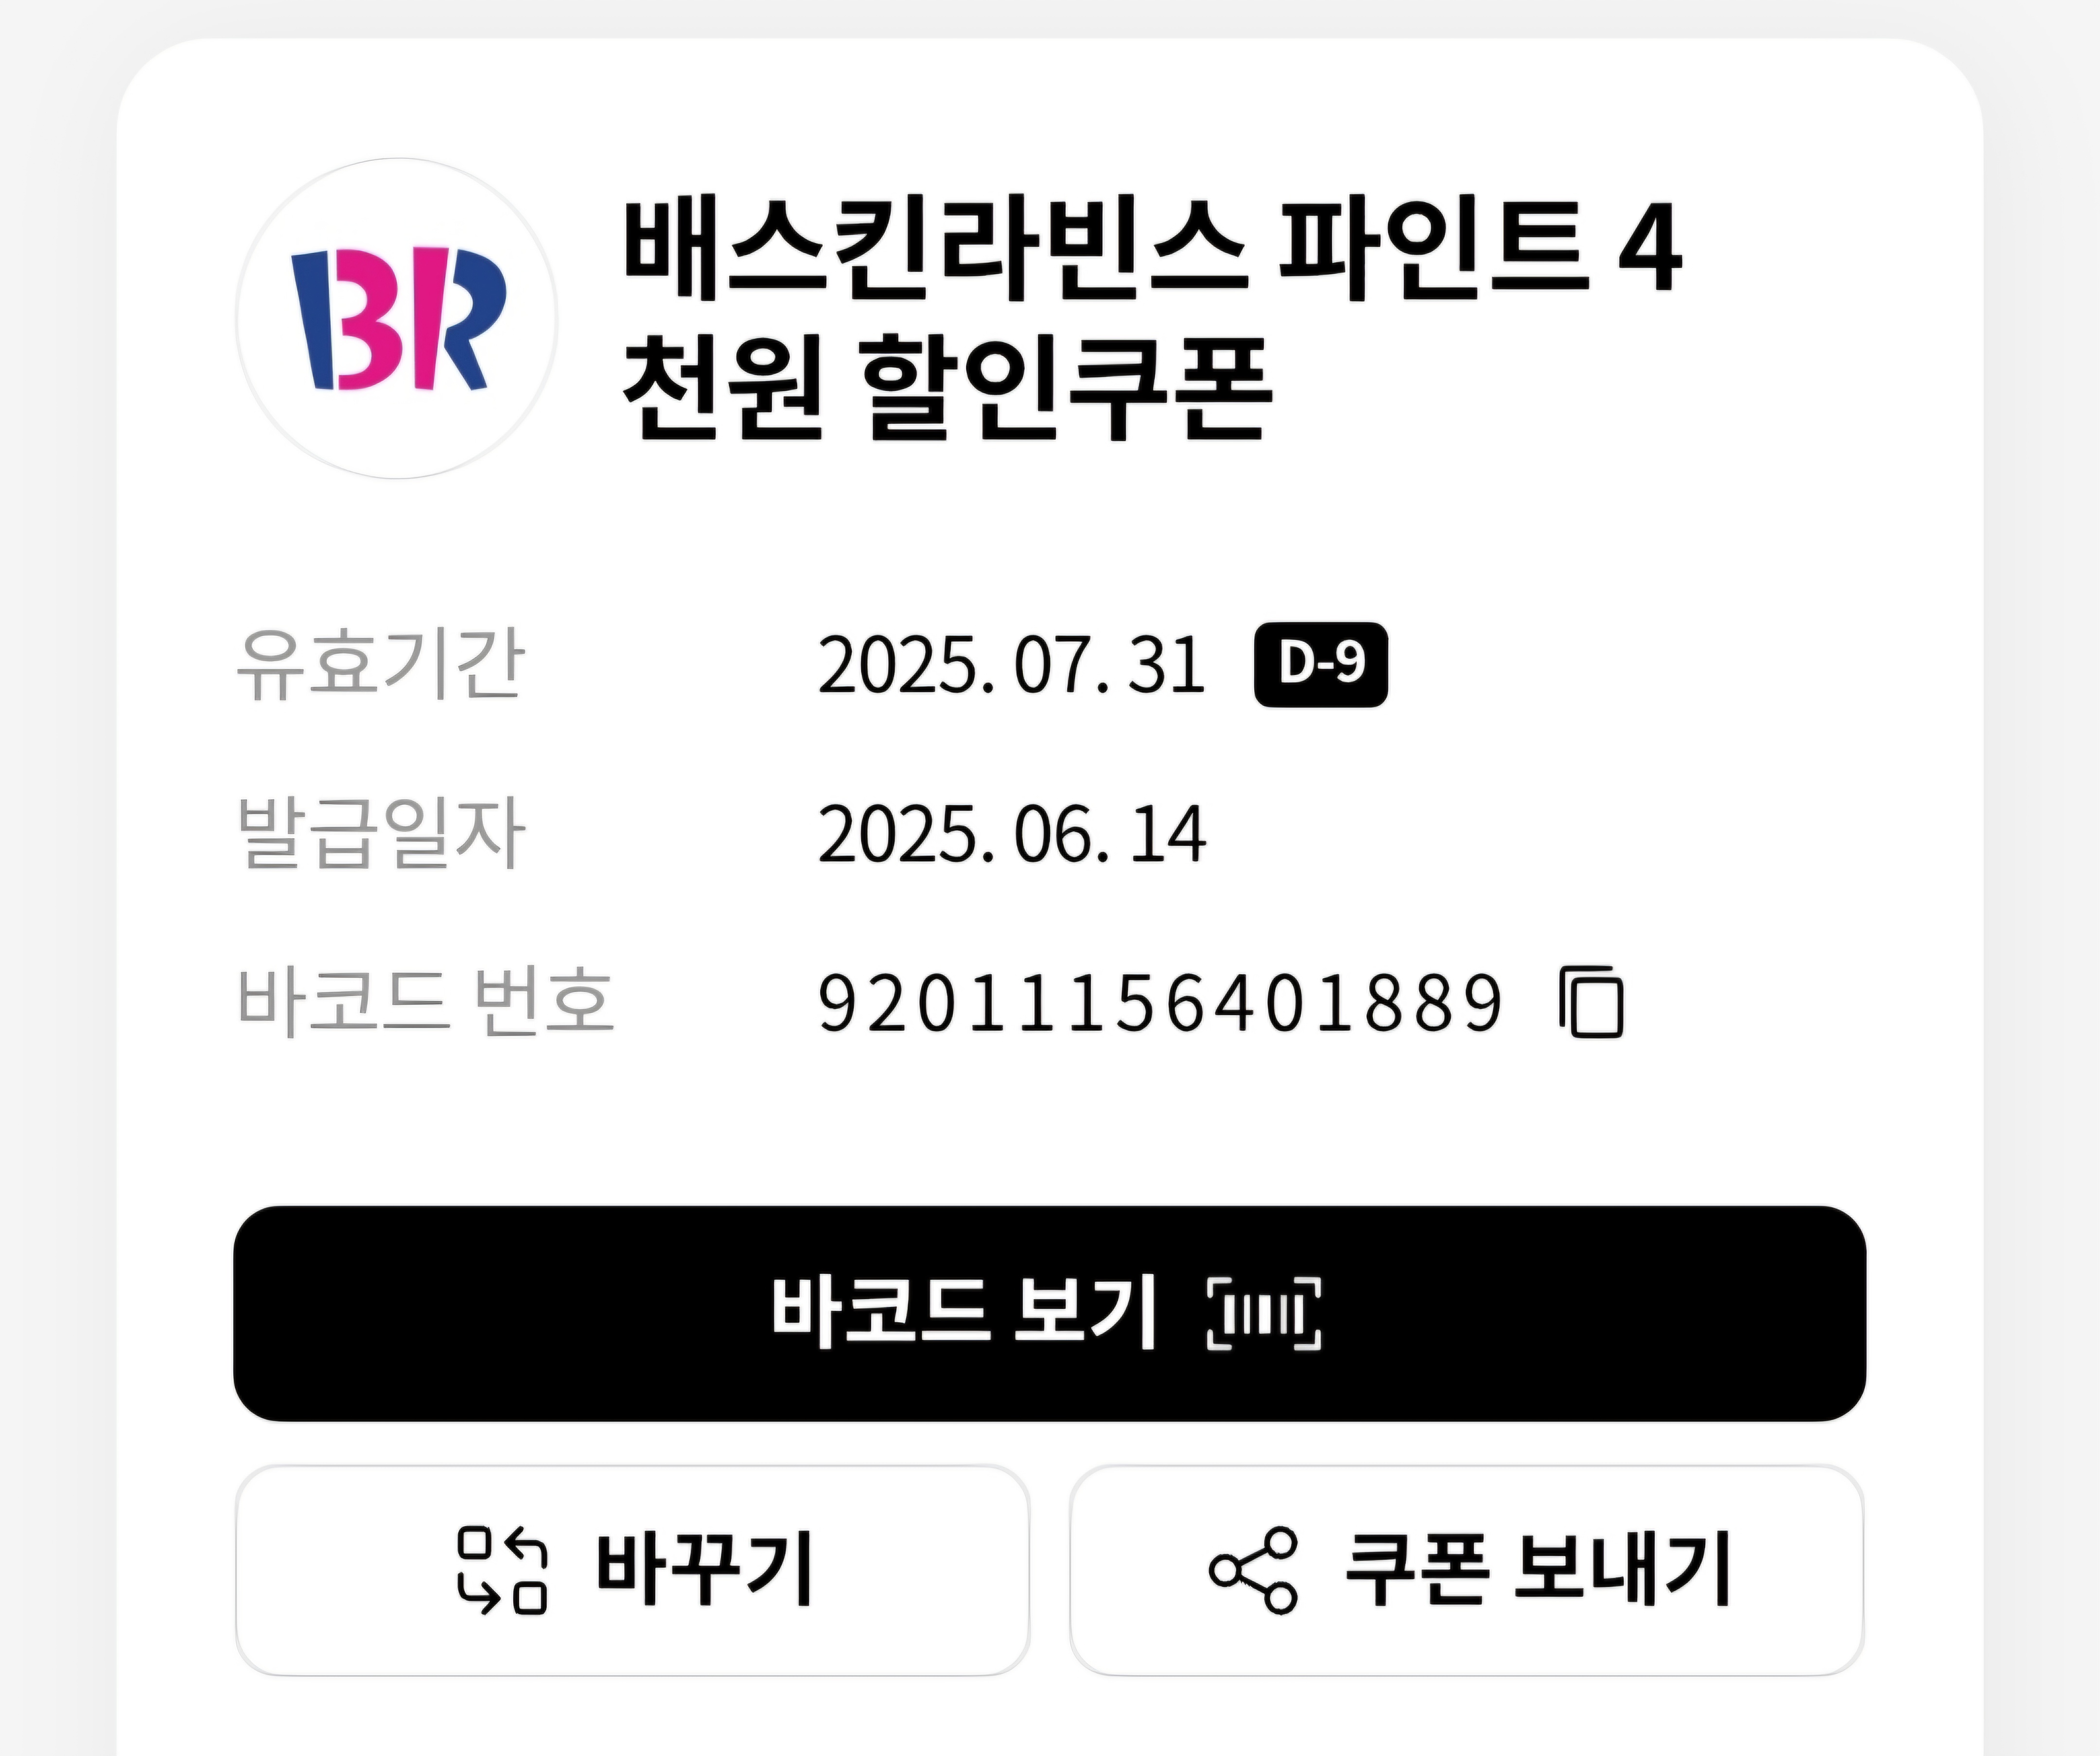 BR
배스킨라빈스 파인트 4
천원 할인쿠폰
유효기간 2025. 07. 31 D-9
발급일자 2025. 06. 14
바코드 번호 92011156401889
바코드 보기
바꾸기 쿠폰 보내기